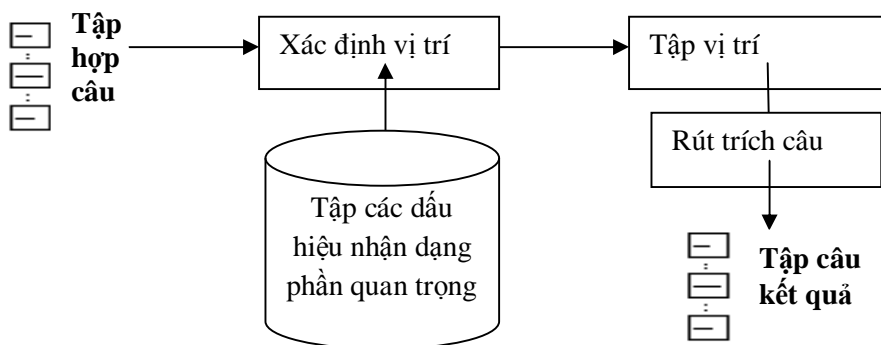 Tập
hợp
câu
Xác định vị trí
Tập vị trí
Rút trích câu
Tập các dấu
hiệu nhận dạng
phần quan trọng
Tập câu
kết quả